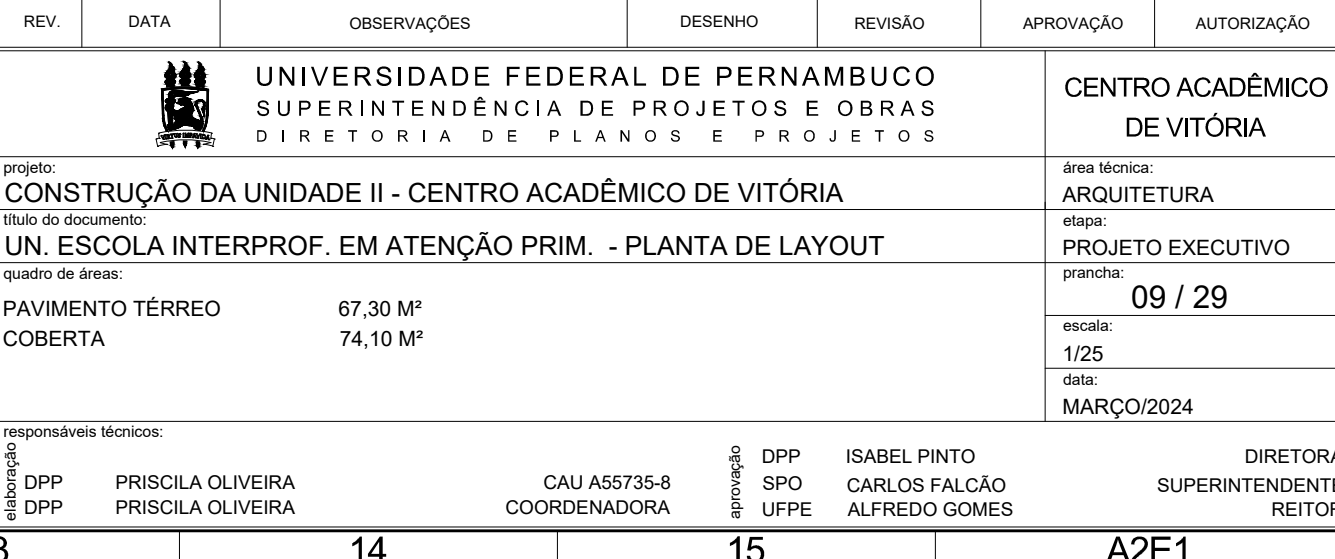 REV. DATA OBSERVAÇÕES DESENHO REVISÃO APROVAÇÃO AUTORIZAÇÃO
UNIVERSIDADE FEDERAL DE PERNAMBUCO
SUPERINTENDÊNCIA DE PROJETOS E OBRAS
DIRETORIA DE PLANOS E PROJETOS
CENTRO ACADÊMICO
DE VITÓRIA
projeto:
CONSTRUÇÃO DA UNIDADE II - CENTRO ACADÊMICO DE VITÓRIA
área técnica:
ARQUITETURA
título do documento:
UN. ESCOLA INTERPROF. EM ATENÇÃO PRIM. - PLANTA DE LAYOUT
etapa:
PROJETO EXECUTIVO
quadro de áreas:
PAVIMENTO TÉRREO 67,30 M²
COBERTA 74,10 M²
prancha:
09 / 29
escala:
1/25
data:
MARÇO/2024
responsáveis técnicos:
elaboração
DPP PRISCILA OLIVEIRA CAU A55735-8
DPP PRISCILA OLIVEIRA COORDENADORA
aprovação
DPP ISABEL PINTO DIRETORA
SPO CARLOS FALCÃO SUPERINTENDENTE
UFPE ALFREDO GOMES REITOR
14 15 A2E1